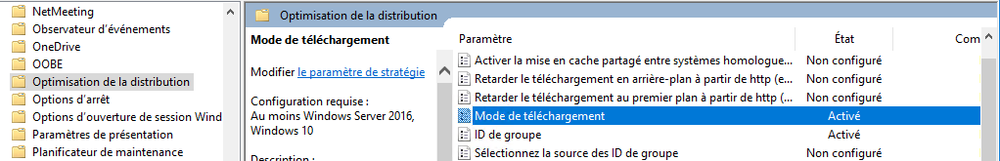 NetMeeting
Observateur d'événements
OneDrive
OOBE
Optimisation de la distribution
Options d'arrêt
Options d'ouverture de session Wind
Paramètres de présentation
Planificateur de maintenance
Optimisation de la distribution
Mode de téléchargement
Modifier le paramètre de stratégie
Configuration requise :
Au moins Windows Server 2016,
Windows 10
Description :
Paramètre État Com
Activer la mise en cache partagé entre systèmes homologue... Non configuré
Retarder le téléchargement en arrière-plan à partir de http (e... Non configuré
Retarder le téléchargement au premier plan à partir de http (... Non configuré
Mode de téléchargement Activé
ID de groupe Activé
Sélectionnez la source des ID de groupe Non configuré